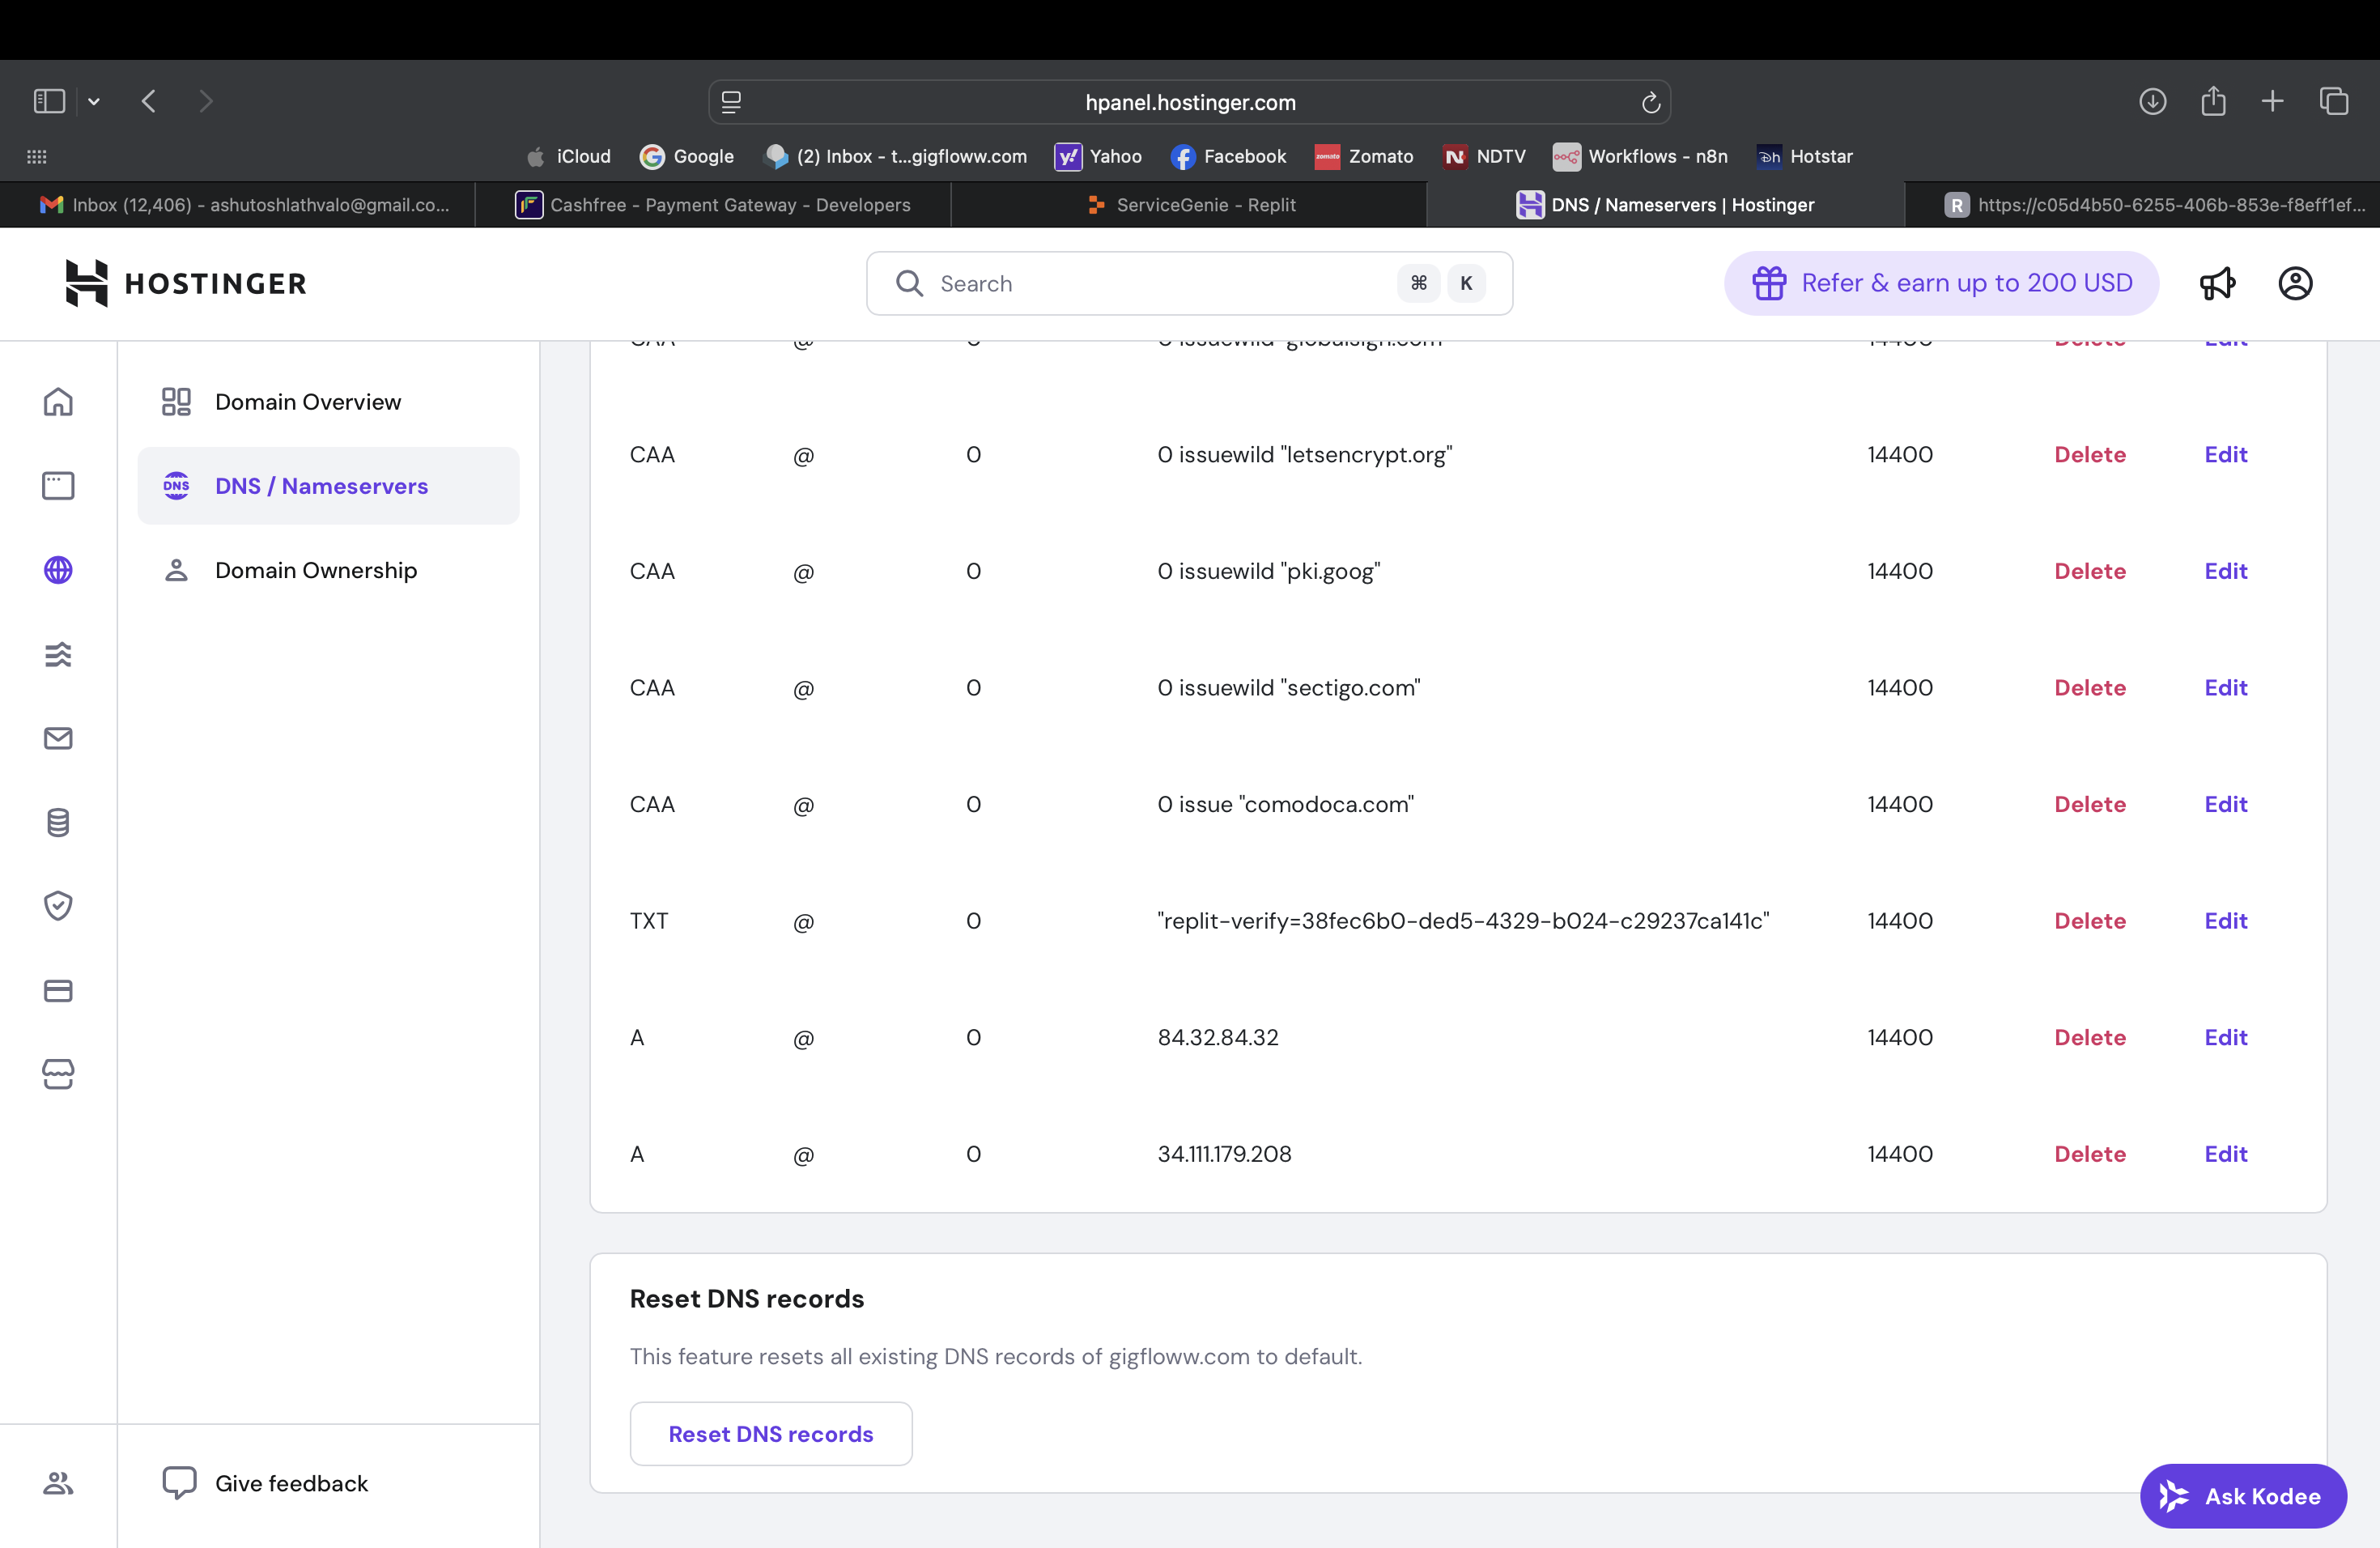 hpanel.hostinger.com
iCloud
Google
(2) Inbox - t...gigfloww.com
Yahoo
Facebook
zomato
Zomato
NDTV
Workflows - n8n
Hotstar
Inbox (12,406) - ashutoshlathvalo@gmail.co...
Cashfree - Payment Gateway - Developers
ServiceGenie - Replit
DNS / Nameservers | Hostinger
R
https://c05d4b50-6255-406b-853e-f8eff1ef...
HOSTINGER
Search
⌘ K
Refer & earn up to 200 USD
Domain Overview
DNS
DNS / Nameservers
Domain Ownership
CAA @ 0 0 issuewild "globalsign.com" 14400 Delete Edit
CAA @ 0 0 issuewild "letsencrypt.org" 14400 Delete Edit
CAA @ 0 0 issuewild "pki.goog" 14400 Delete Edit
CAA @ 0 0 issuewild "sectigo.com" 14400 Delete Edit
CAA @ 0 0 issue "comodoca.com" 14400 Delete Edit
TXT @ 0 "replit-verify=38fec6b0-ded5-4329-b024-c29237ca141c" 14400 Delete Edit
A @ 0 84.32.84.32 14400 Delete Edit
A @ 0 34.111.179.208 14400 Delete Edit
Reset DNS records
This feature resets all existing DNS records of gigfloww.com to default.
Reset DNS records
Give feedback
Ask Kodee